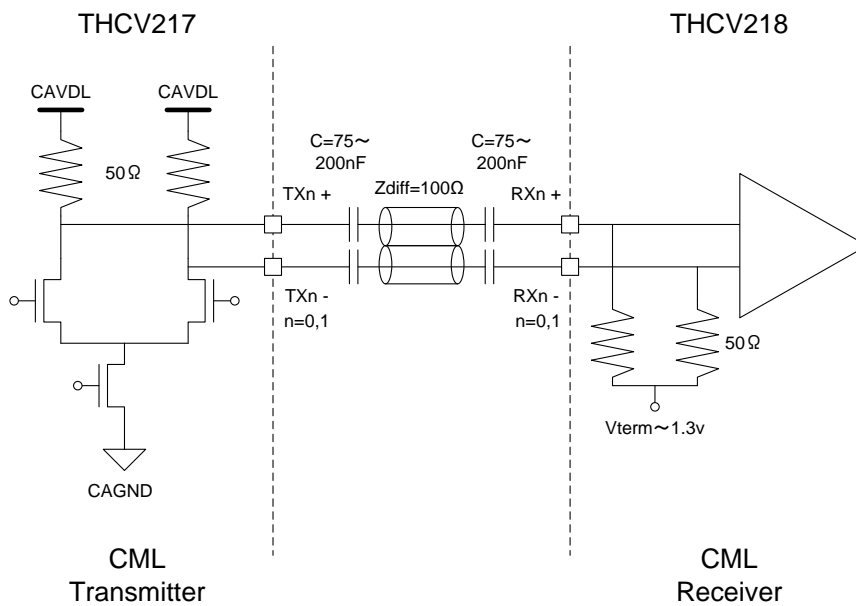 THCV217
THCV218
CAVDL
CAVDL
50Ω
C=75～
200nF
C=75～
200nF
Zdiff=100Ω
TXn +
RXn +
TXn -
n=0,1
RXn -
n=0,1
50Ω
Vterm～1.3v
CAGND
CML
Transmitter
CML
Receiver